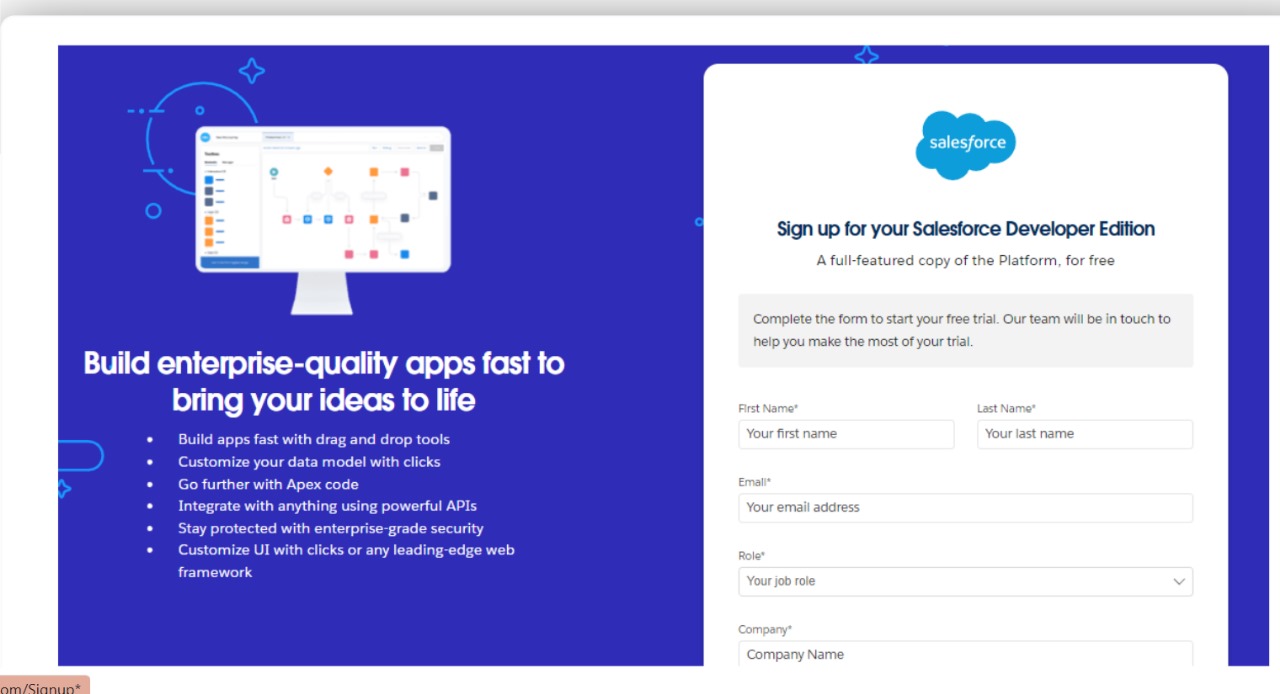 Build enterprise-quality apps fast to
bring your ideas to life
• Build apps fast with drag and drop tools
• Customize your data model with clicks
• Go further with Apex code
• Integrate with anything using powerful APIs
• Stay protected with enterprise-grade security
• Customize UI with clicks or any leading-edge web
framework
salesforce
Sign up for your Salesforce Developer Edition
A full-featured copy of the Platform, for free
Complete the form to start your free trial. Our team will be in touch to
help you make the most of your trial.
First Name* Last Name*
Your first name Your last name
Email*
Your email address
Role*
Your job role
Company*
Company Name
om/Signup*